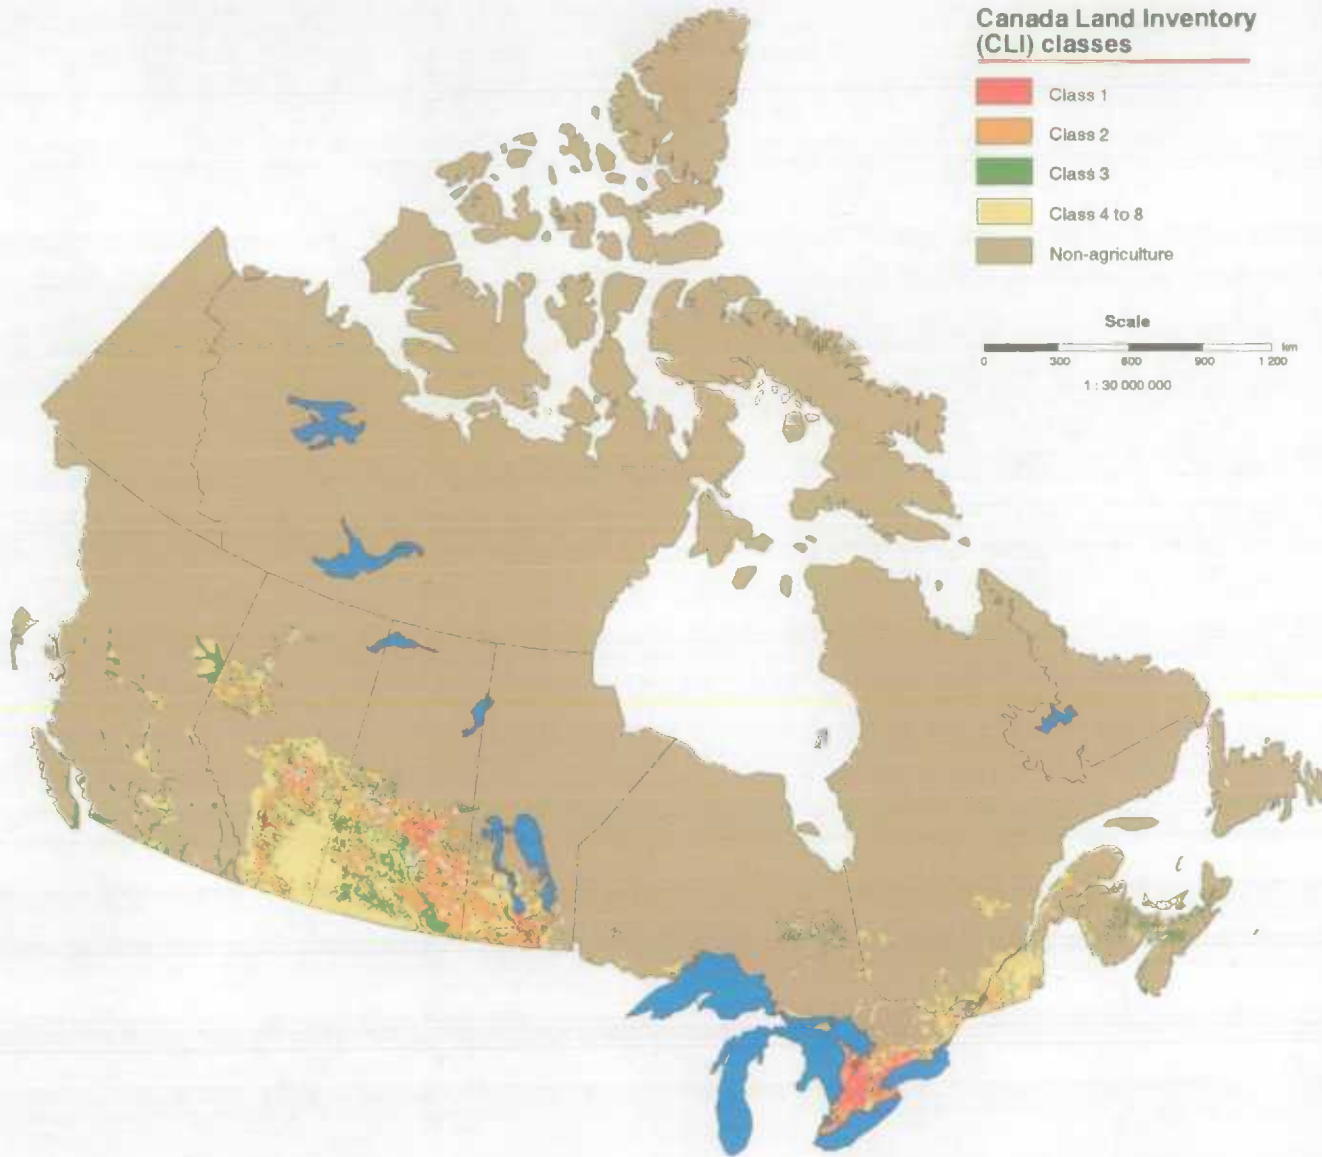 Canada Land Inventory
(CLI) classes
Class 1
Class 2
Class 3
Class 4 to 8
Non-agriculture
Scale
0 300 600 900 1 200 km
1 : 30 000 000